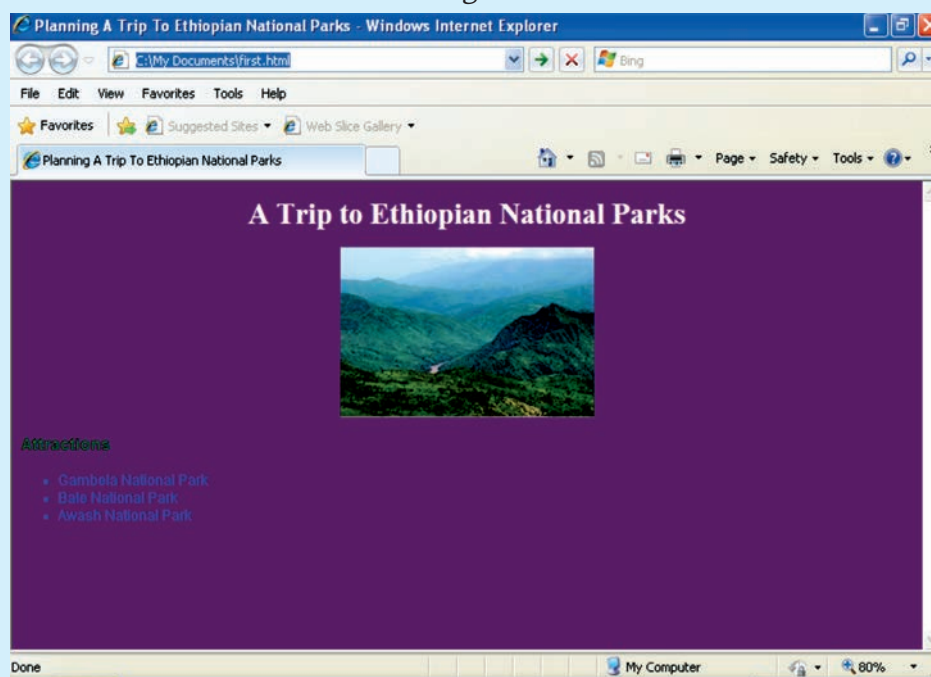 Planning A Trip To Ethiopian National Parks - Windows Internet Explorer
C:\My Documents\first.html
Bing
File Edit View Favorites Tools Help
Favorites Suggested Sites Web Slice Gallery
Planning A Trip To Ethiopian National Parks
Page Safety Tools
A Trip to Ethiopian National Parks
Attractions
• Gambela National Park
• Bale National Park
• Awash National Park
Done My Computer 80%